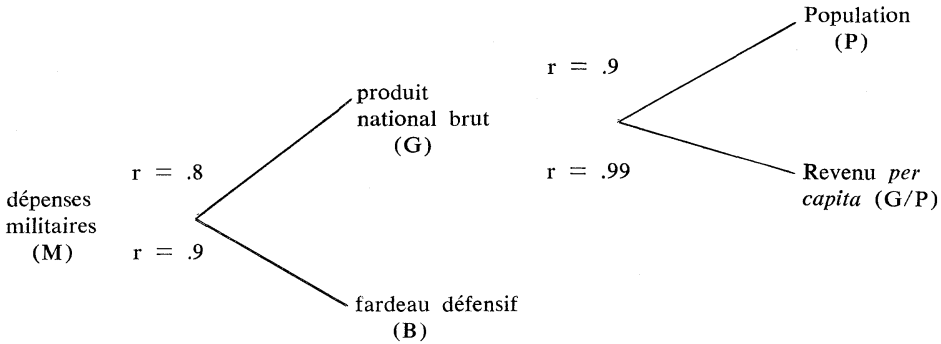 Population
(P)
r = .9
produit
national brut
(G)
r = .8
r = .99
Revenu per
capita (G/P)
dépenses
militaires
(M)
r = .9
fardeau défensif
(B)